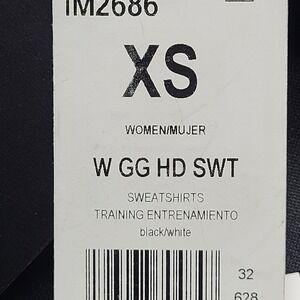 IM2686
XS
WOMEN/MUJER
W GG HD SWT
SWEATSHIRTS
TRAINING ENTRENAMIENTO
black/white
32
628